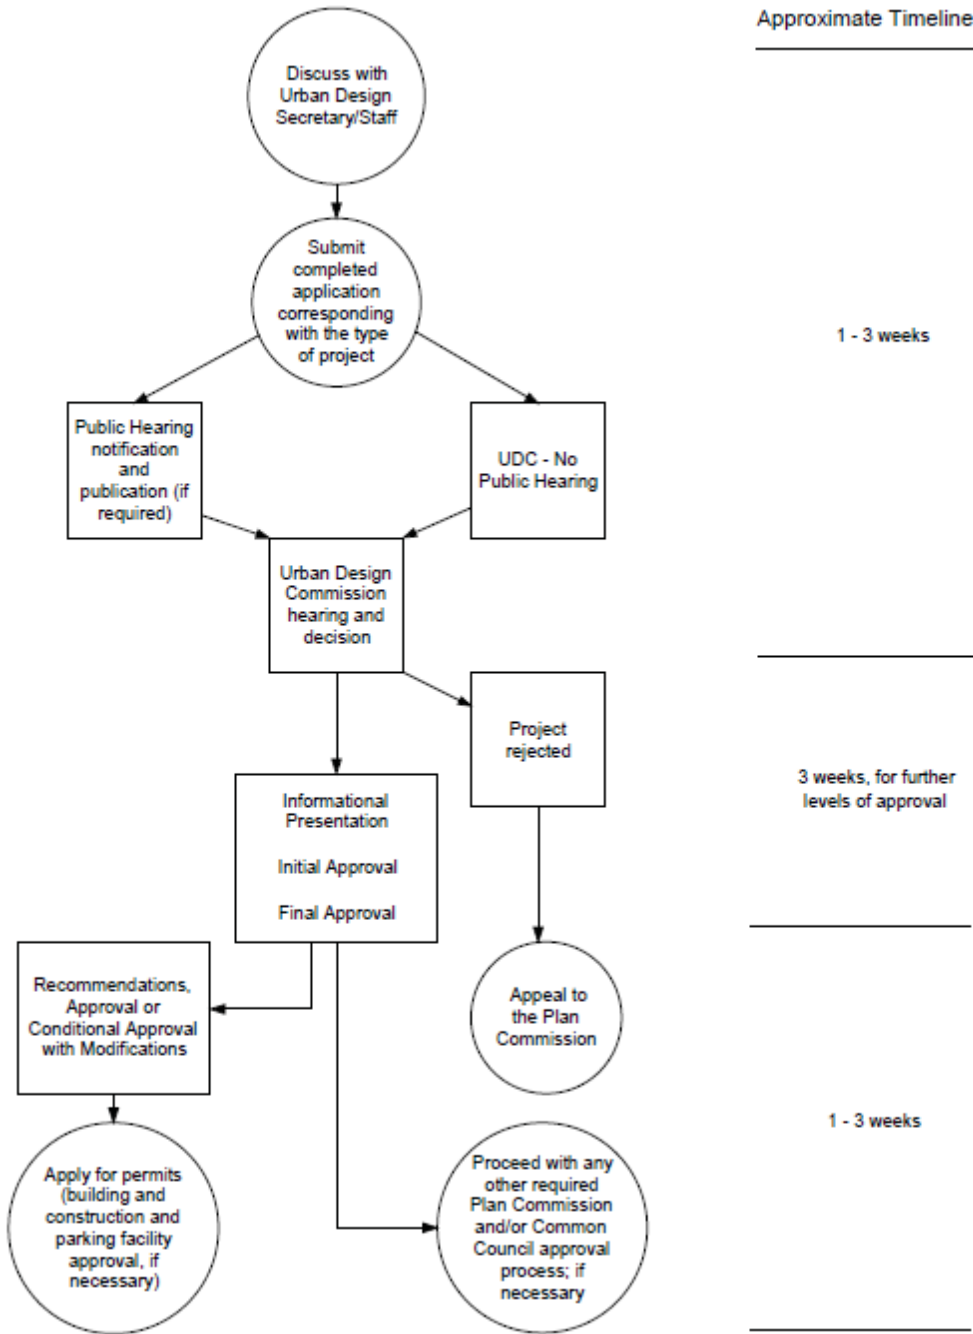 Approximate Timeline
Discuss with
Urban Design
Secretary/Staff
Submit
completed
application
corresponding
with the type
of project
1 - 3 weeks
Public Hearing
notification
and
publication (if
required)
UDC - No
Public Hearing
Urban Design
Commission
hearing and
decision
Project
rejected
3 weeks, for further
levels of approval
Informational
Presentation
Initial Approval
Final Approval
Recommendations,
Approval or
Conditional Approval
with Modifications
Appeal to
the Plan
Commission
1 - 3 weeks
Apply for permits
(building and
construction and
parking facility
approval, if
necessary)
Proceed with any
other required
Plan Commission
and/or Common
Council approval
process; if
necessary